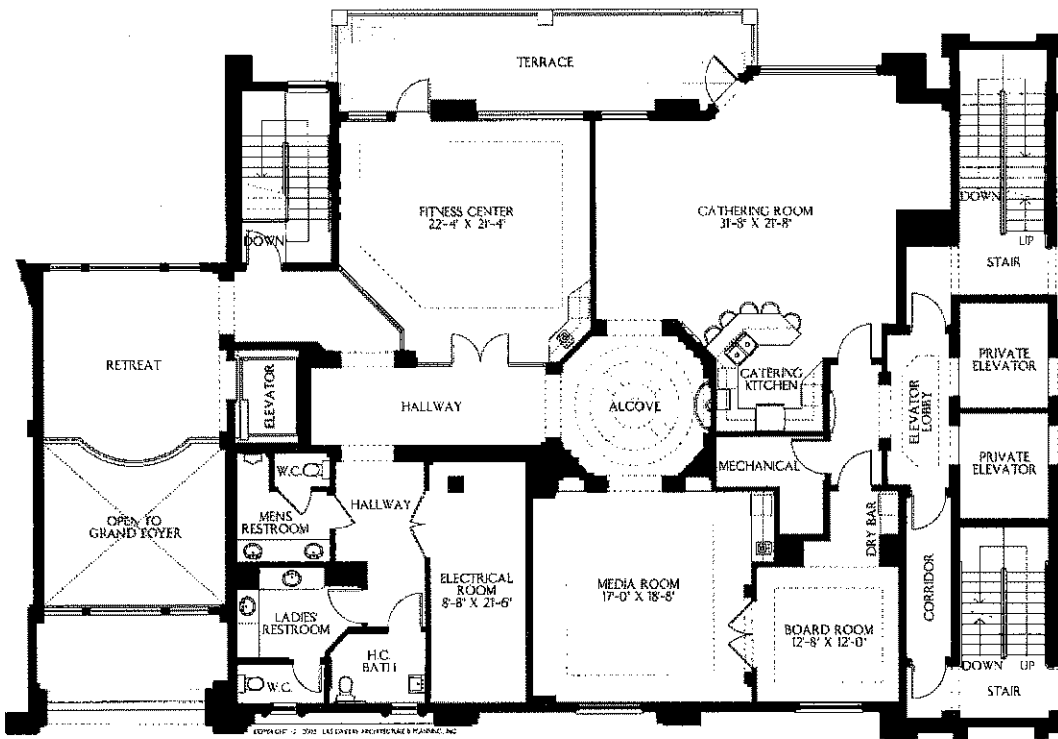 TERRACE
FITNESS CENTER
22'-4" X 21'-4"
GATHERING ROOM
31'-8" X 21'-8"
DOWN
DOWN
UP
STAIR
RETREAT
ELEVATOR
HALLWAY
ALCOVE
CATERING
KITCHEN
ELEVATOR
LOBBY
PRIVATE
ELEVATOR
PRIVATE
ELEVATOR
MECHANICAL
W.C.
HALLWAY
MENS
RESTROOM
OPEN TO
GRAND FOYER
ELECTRICAL
ROOM
8'-8" X 21'-6"
MEDIA ROOM
17'-0" X 18'-8"
DRY BAR
CORRIDOR
BOARD ROOM
12'-8" X 12'-0"
LADIES'
RESTROOM
H.C.
BATH
W.C.
DOWN
UP
STAIR